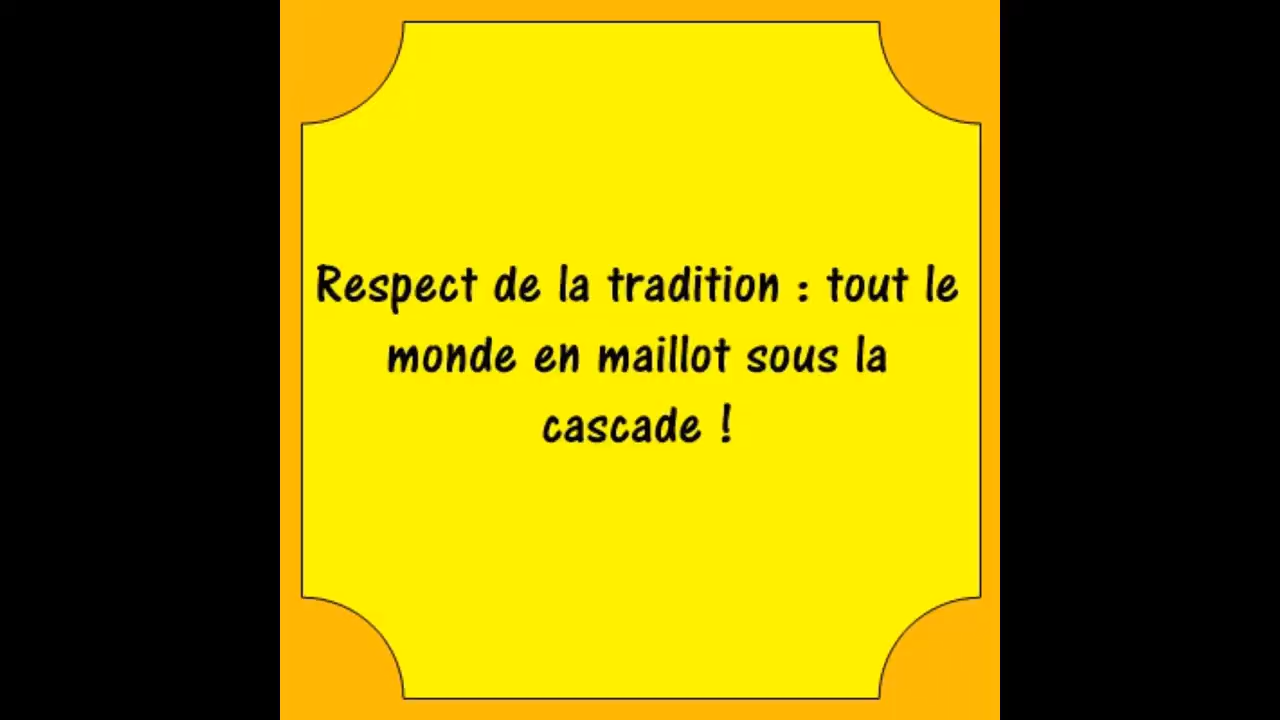 Respect de la tradition : tout le
monde en maillot sous la
cascade !